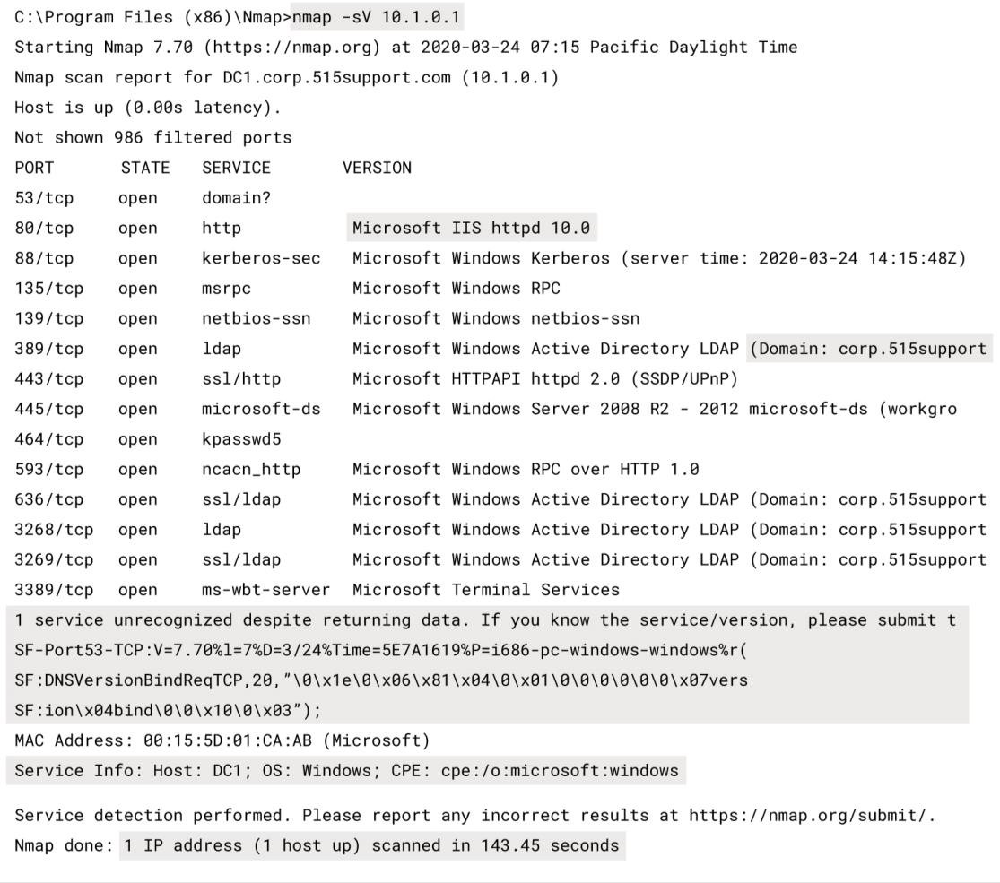 C:\Program Files (x86)\Nmap>nmap -sV 10.1.0.1
Starting Nmap 7.70 (https://nmap.org) at 2020-03-24 07:15 Pacific Daylight Time
Nmap scan report for DC1.corp.515support.com (10.1.0.1)
Host is up (0.00s latency).
Not shown 986 filtered ports
PORT STATE SERVICE VERSION
53/tcp open domain?
80/tcp open http Microsoft IIS httpd 10.0
88/tcp open kerberos-sec Microsoft Windows Kerberos (server time: 2020-03-24 14:15:48Z)
135/tcp open msrpc Microsoft Windows RPC
139/tcp open netbios-ssn Microsoft Windows netbios-ssn
389/tcp open ldap Microsoft Windows Active Directory LDAP (Domain: corp.515support
443/tcp open ssl/http Microsoft HTTPAPI httpd 2.0 (SSDP/UPnP)
445/tcp open microsoft-ds Microsoft Windows Server 2008 R2 - 2012 microsoft-ds (workgro
464/tcp open kpasswd5
593/tcp open ncacn_http Microsoft Windows RPC over HTTP 1.0
636/tcp open ssl/ldap Microsoft Windows Active Directory LDAP (Domain: corp.515support
3268/tcp open ldap Microsoft Windows Active Directory LDAP (Domain: corp.515support
3269/tcp open ssl/ldap Microsoft Windows Active Directory LDAP (Domain: corp.515support
3389/tcp open ms-wbt-server Microsoft Terminal Services
1 service unrecognized despite returning data. If you know the service/version, please submit t
SF-Port53-TCP:V=7.70%l=7%D=3/24%Time=5E7A1619%P=i686-pc-windows-windows%r(
SF:DNSVersionBindReqTCP,20,"\0\x1e\0\x06\x81\x04\0\x01\0\0\0\0\0\0\x07vers
SF:ion\x04bind\0\0\x10\0\x03");
MAC Address: 00:15:5D:01:CA:AB (Microsoft)
Service Info: Host: DC1; OS: Windows; CPE: cpe:/o:microsoft:windows
Service detection performed. Please report any incorrect results at https://nmap.org/submit/.
Nmap done: 1 IP address (1 host up) scanned in 143.45 seconds